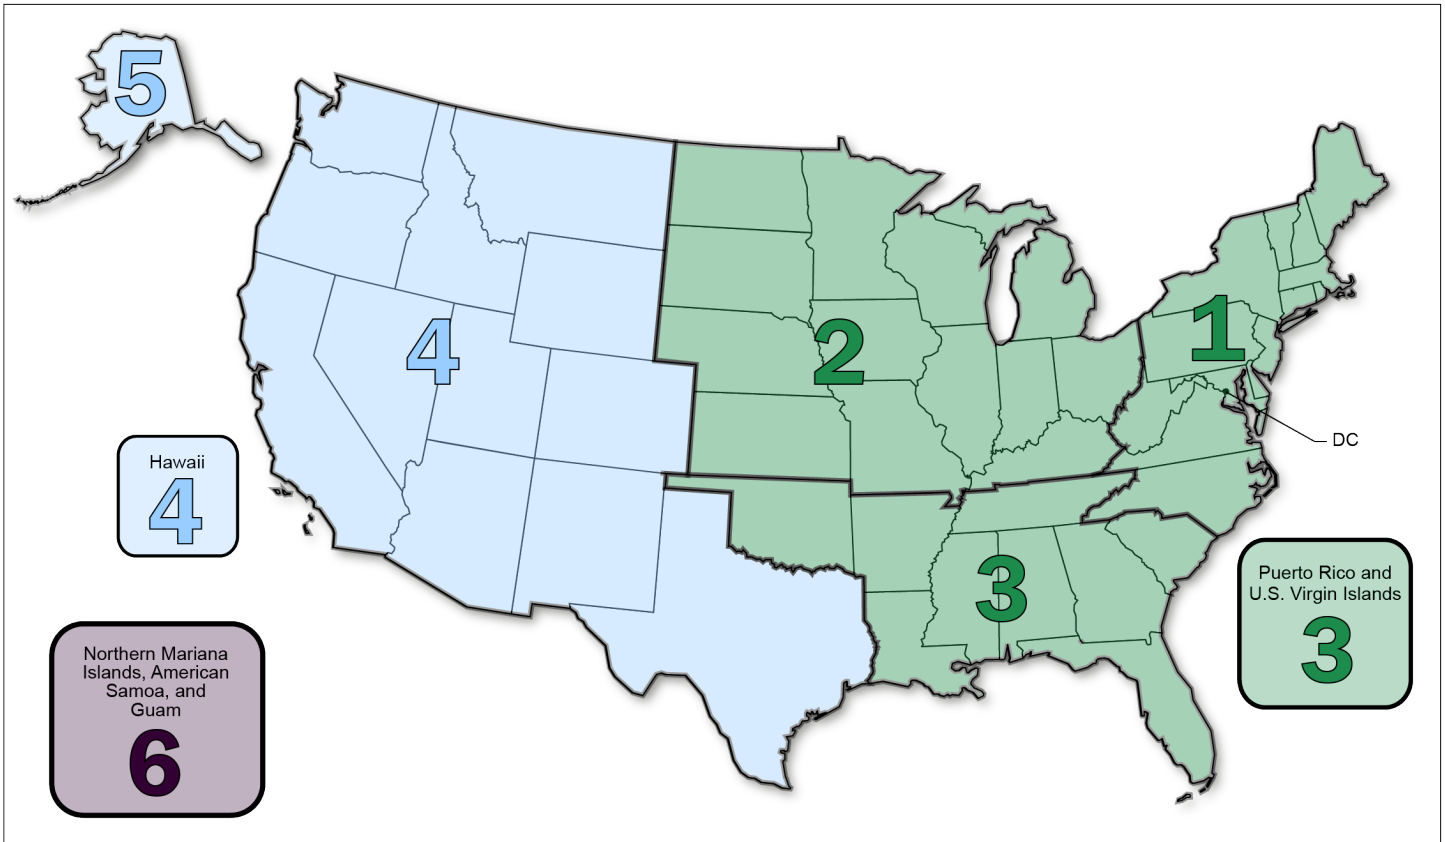 5
4
2
1
DC
Hawaii
4
3
Puerto Rico and
U.S. Virgin Islands
3
Northern Mariana
Islands, American
Samoa, and
Guam
6